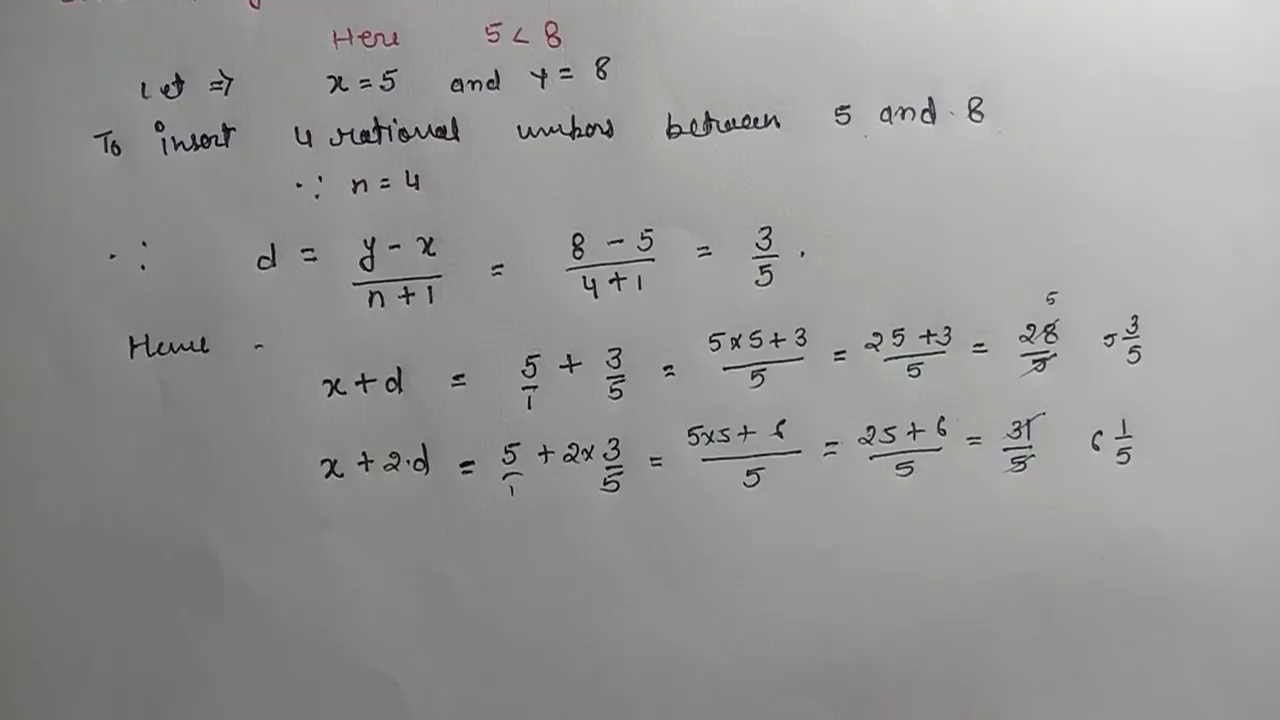 Here 5 < 8
Let ⇒ x = 5 and Y = 8
To insert 4 rational numbers between 5 and 8
∵ n = 4
∵ d = y - x / n + 1 = 8 - 5 / 4 + 1 = 3/5 .
Hence -
x + d = 5/1 + 3/5 = 5×5+3 / 5 = 25+3 / 5 = 28/5 5 5 3/5
x + 2·d = 5/1 + 2× 3/5 = 5×5+6 / 5 = 25+6 / 5 = 31/5 6 1/5